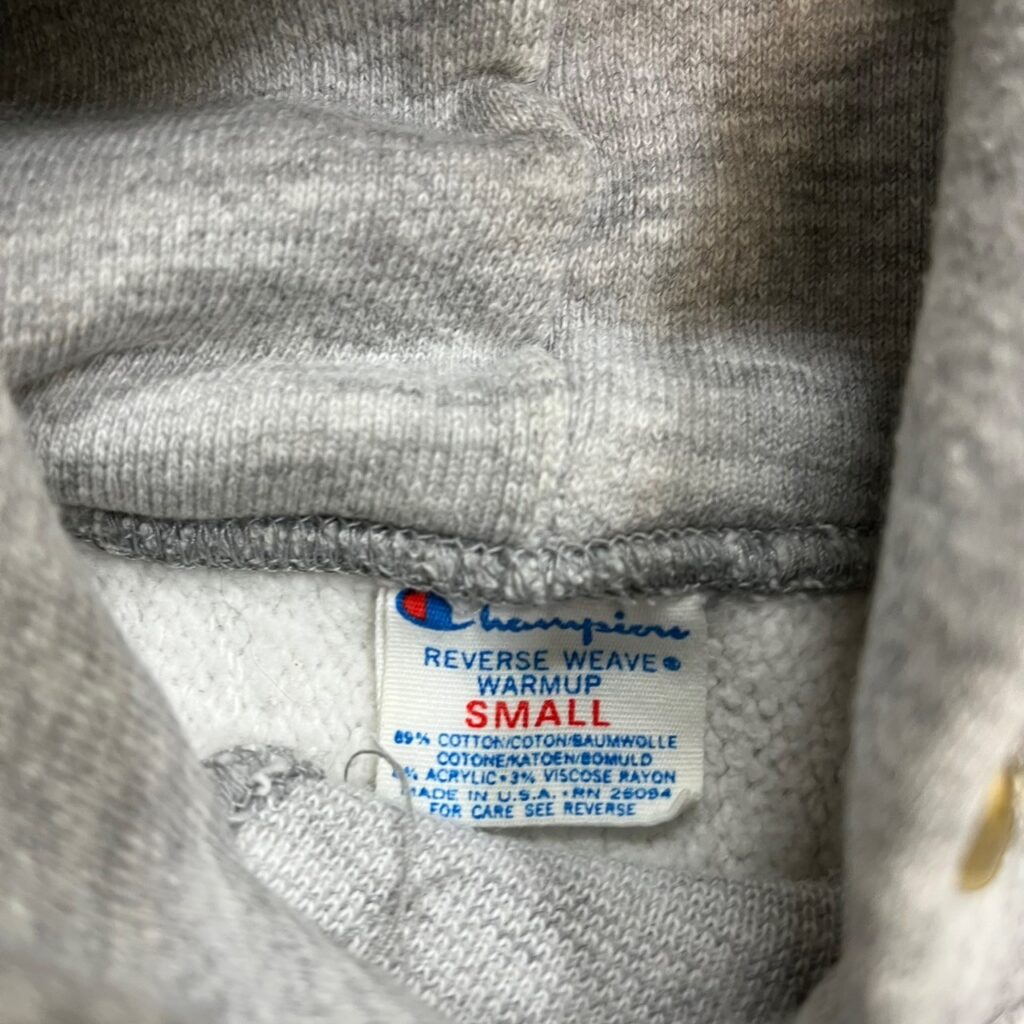 Champion
REVERSE WEAVE®
WARMUP
SMALL
89% COTTON/COTON/BAUMWOLLE
COTONE/KATOEN/BOMULD
% ACRYLIC • 3% VISCOSE RAYON
MADE IN U.S.A. • RN 26094
FOR CARE SEE REVERSE